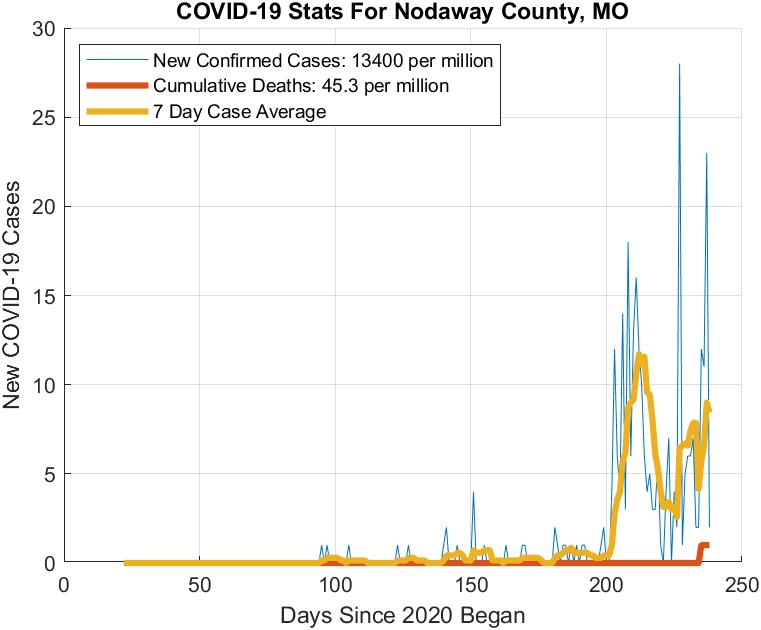 COVID-19 Stats For Nodaway County, MO
30
New Confirmed Cases: 13400 per million
Cumulative Deaths: 45.3 per million
7 Day Case Average
25
20
15
10
5
0
New COVID-19 Cases
0 50 100 150 200 250
Days Since 2020 Began